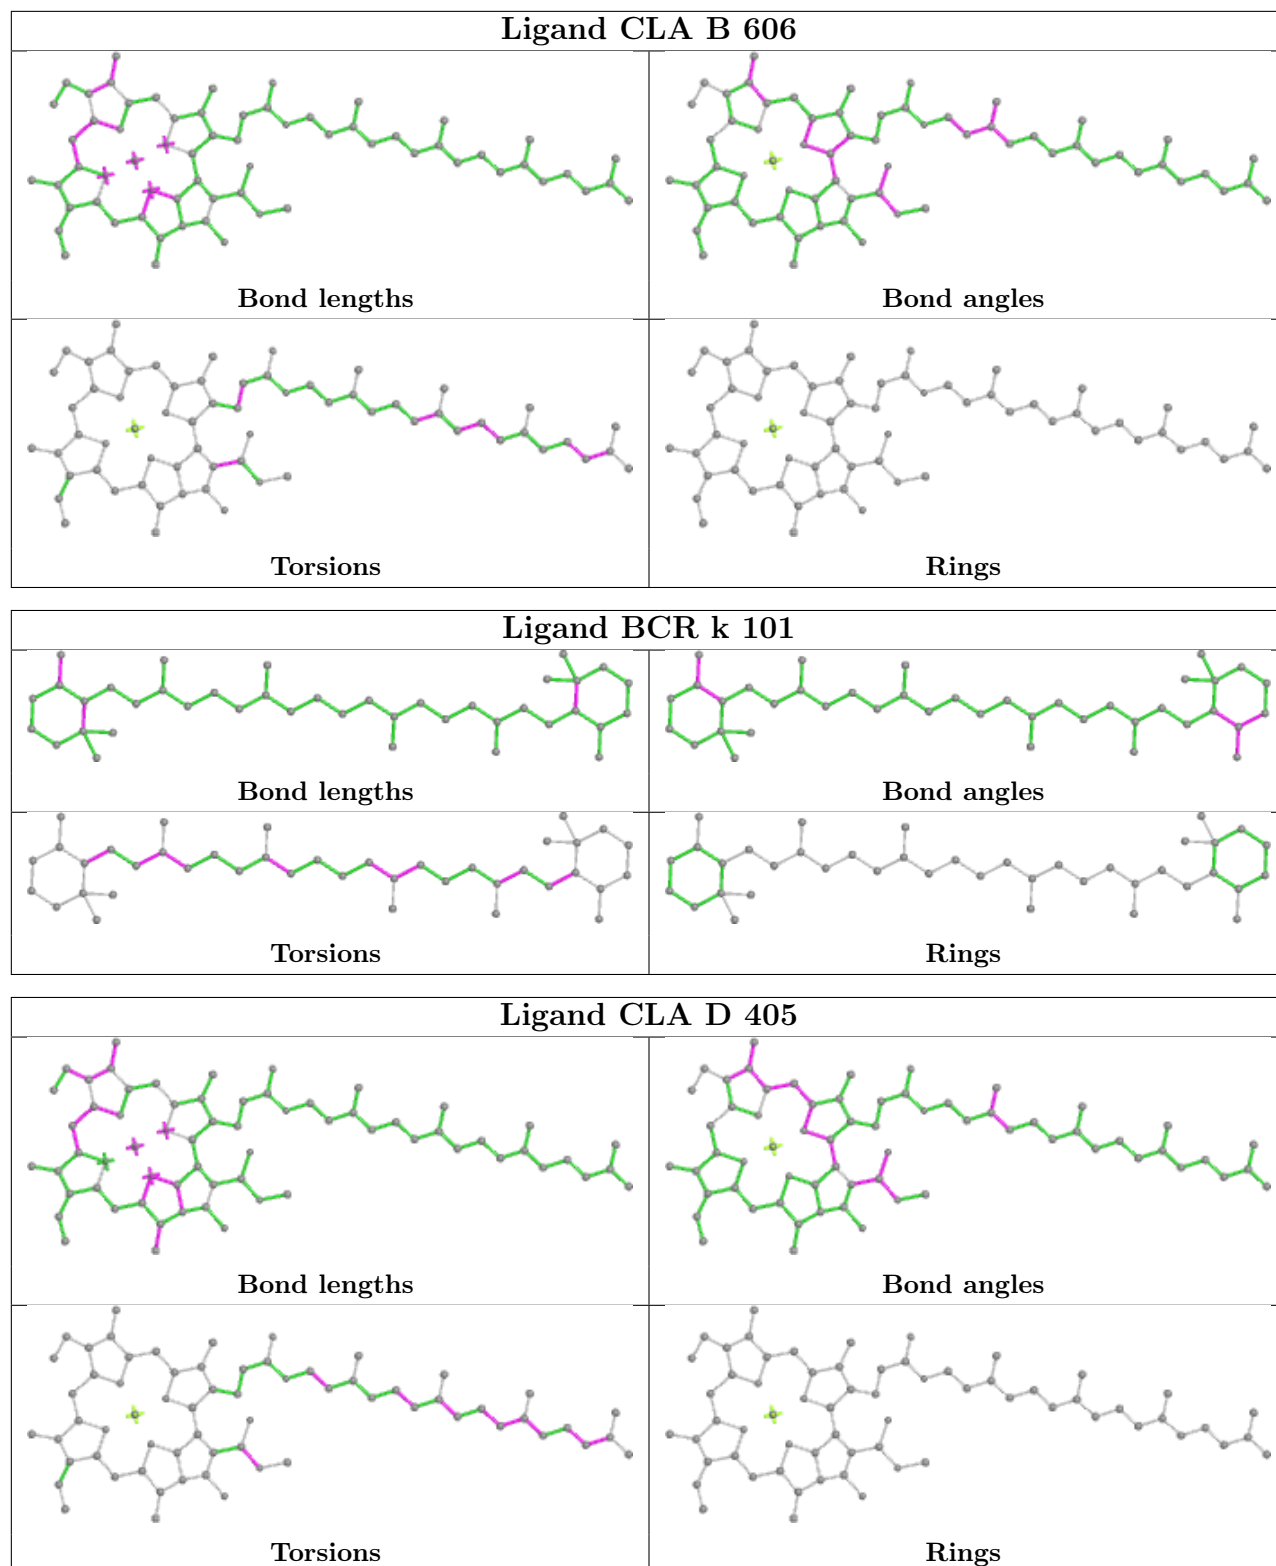 Ligand CLA B 606
Bond lengths
Bond angles
Torsions
Rings
Ligand BCR k 101
Bond lengths
Bond angles
Torsions
Rings
Ligand CLA D 405
Bond lengths
Bond angles
Torsions
Rings